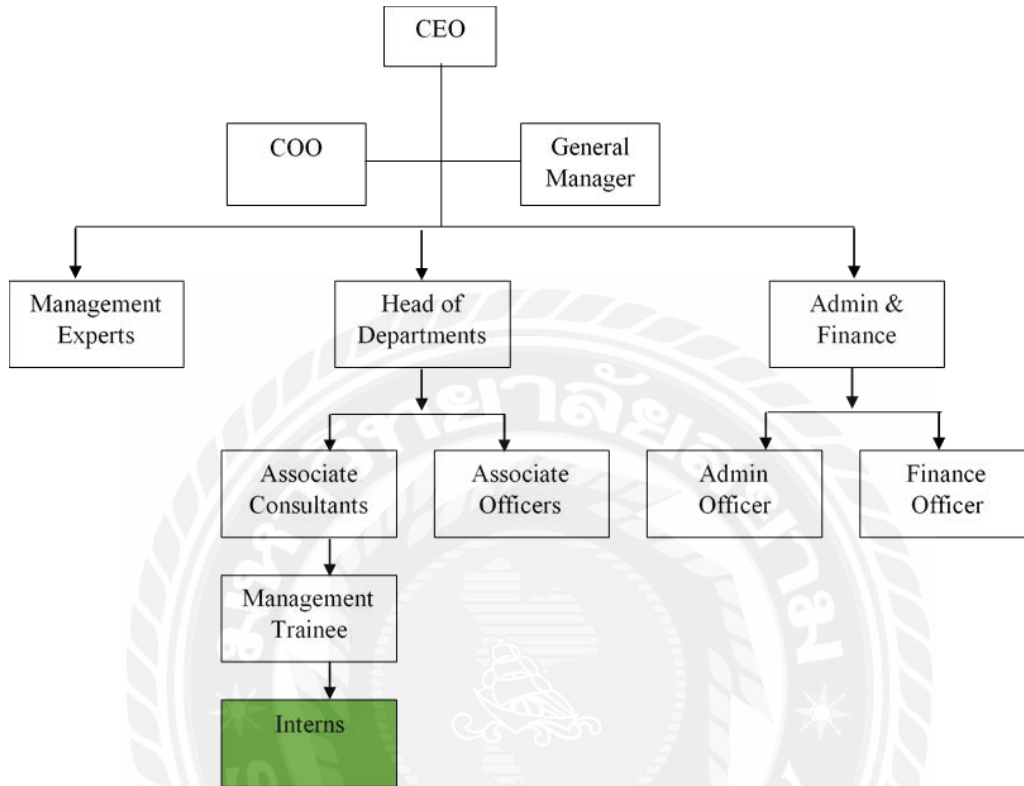 CEO
COO
General
Manager
Management
Experts
Head of
Departments
Admin &
Finance
Associate
Consultants
Associate
Officers
Admin
Officer
Finance
Officer
Management
Trainee
Interns